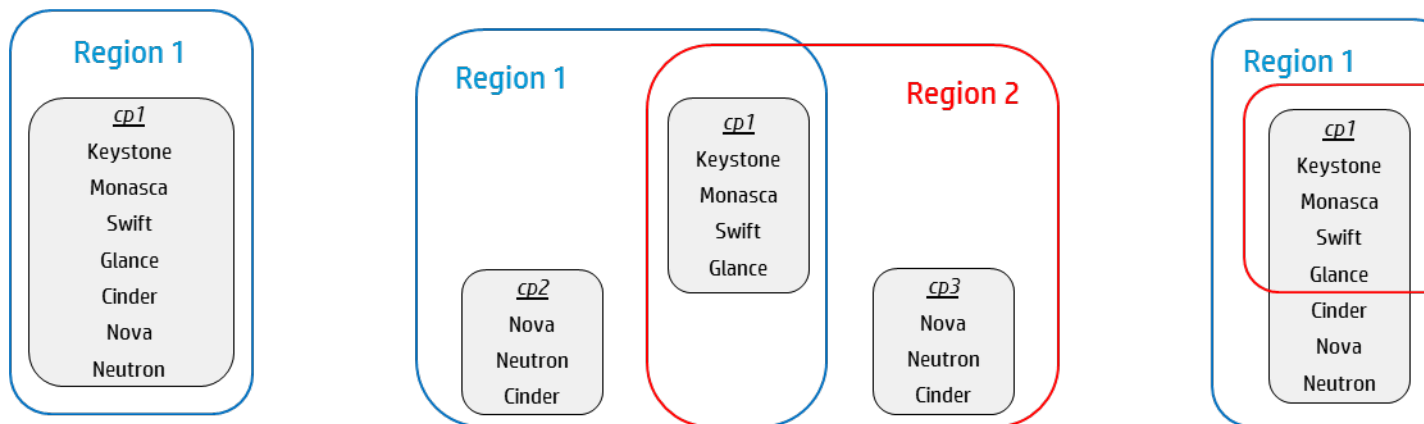 Region 1
cp1
Keystone
Monasca
Swift
Glance
Cinder
Nova
Neutron
Region 1
Region 2
cp1
Keystone
Monasca
Swift
Glance
cp2
Nova
Neutron
Cinder
cp3
Nova
Neutron
Cinder
Region 1
cp1
Keystone
Monasca
Swift
Glance
Cinder
Nova
Neutron